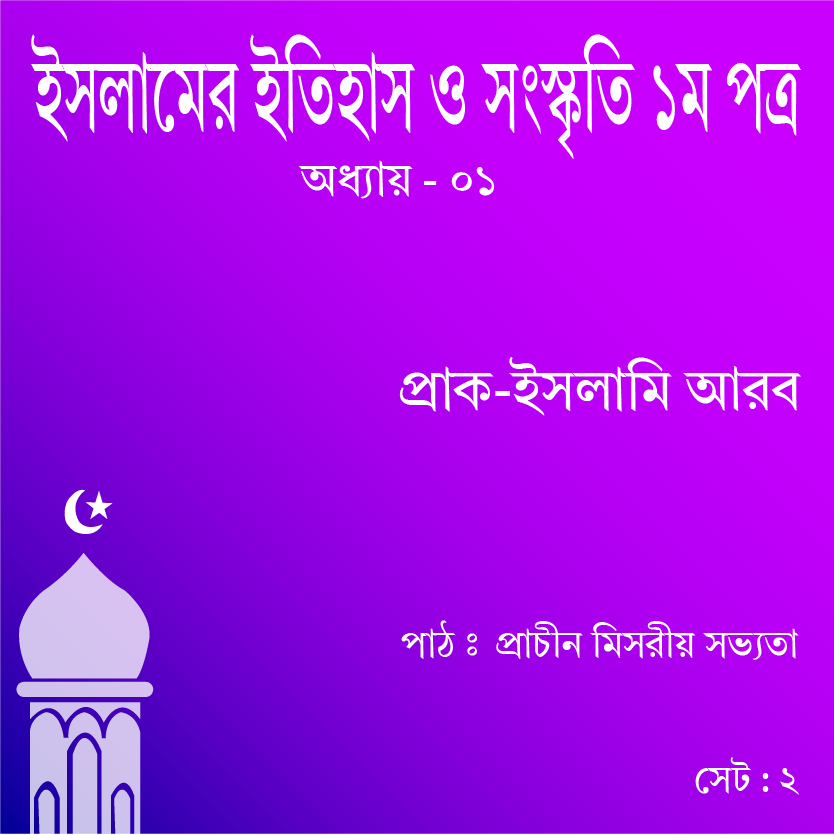 ইসলামের ইতিহাস ও সংস্কৃতি ১ম পত্র
অধ্যায় - ০১
প্রাক-ইসলামি আরব
পাঠ ঃ প্রাচীন মিসরীয় সভ্যতা
সেট : ২